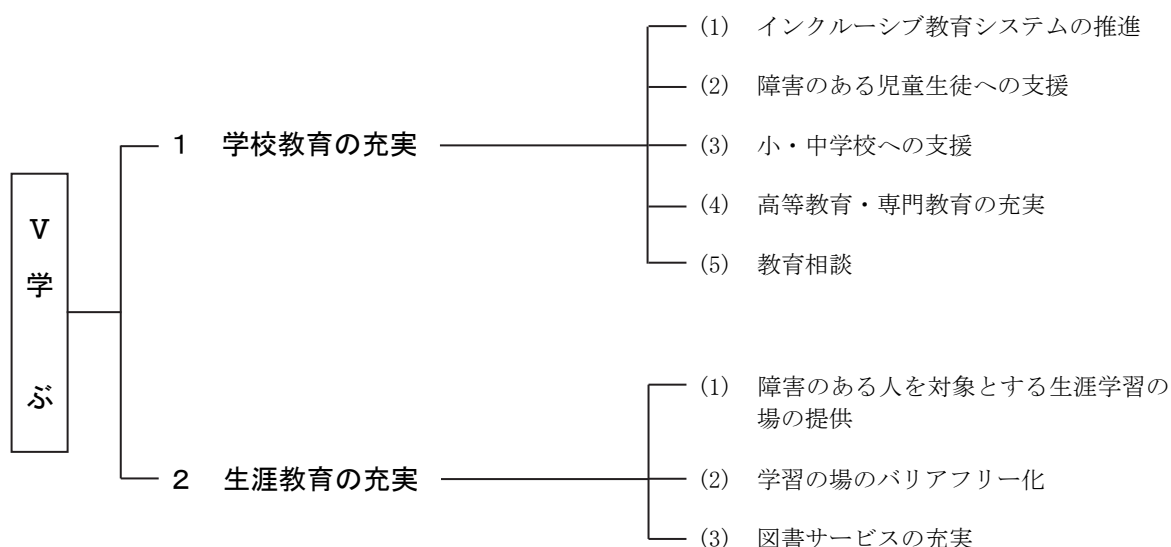 Ⅴ学ぶ
1 学校教育の充実
(1) インクルーシブ教育システムの推進
(2) 障害のある児童生徒への支援
(3) 小・中学校への支援
(4) 高等教育・専門教育の充実
(5) 教育相談
2 生涯教育の充実
(1) 障害のある人を対象とする生涯学習の
場の提供
(2) 学習の場のバリアフリー化
(3) 図書サービスの充実